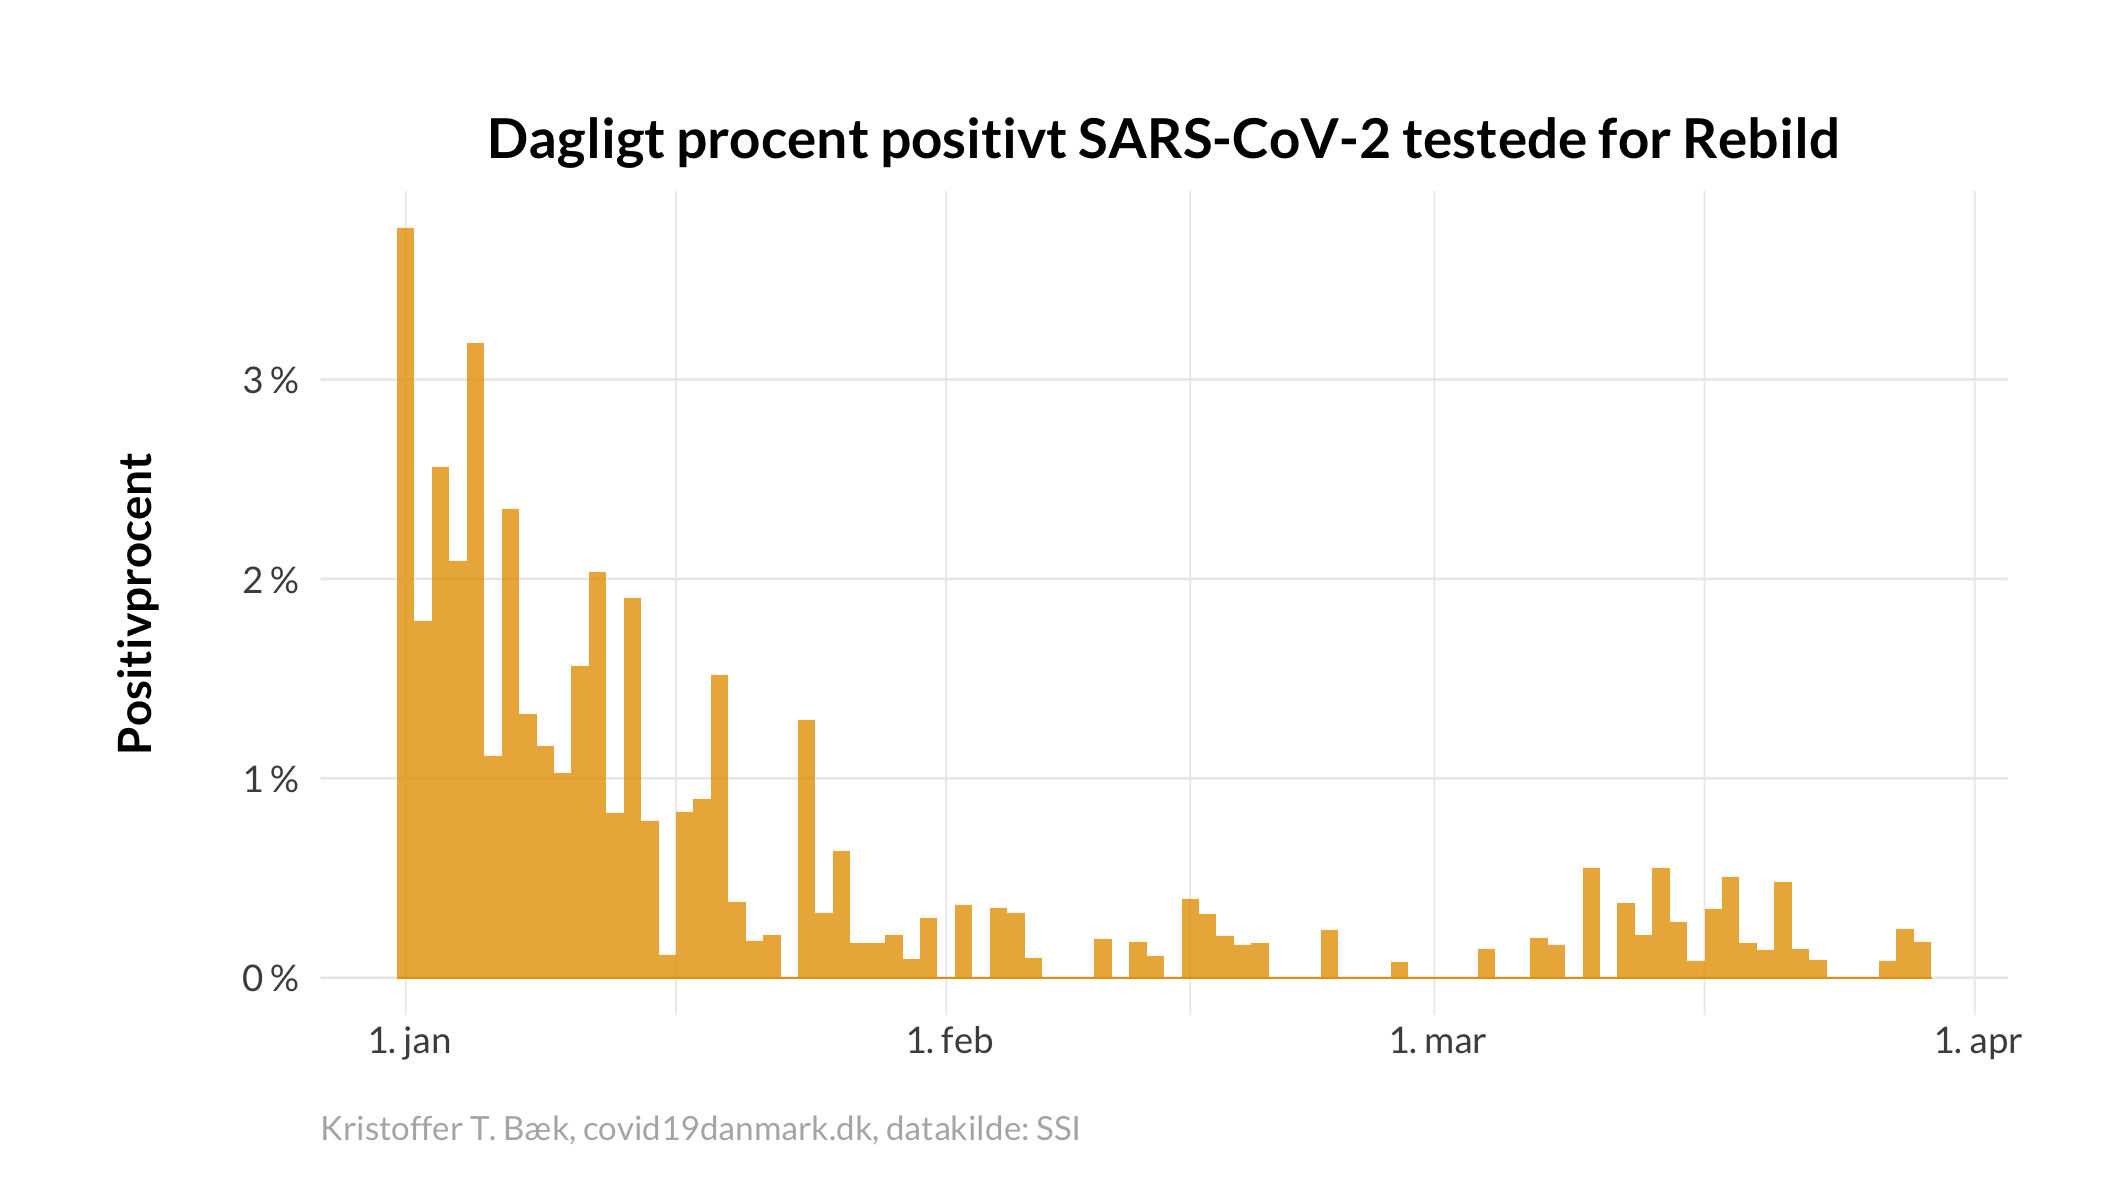 Dagligt procent positivt SARS-CoV-2 testede for Rebild
Positivprocent
3 %
2 %
1 %
0 %
1. jan
1. feb
1. mar
1. apr
Kristoffer T. Bæk, covid19danmark.dk, datakilde: SSI